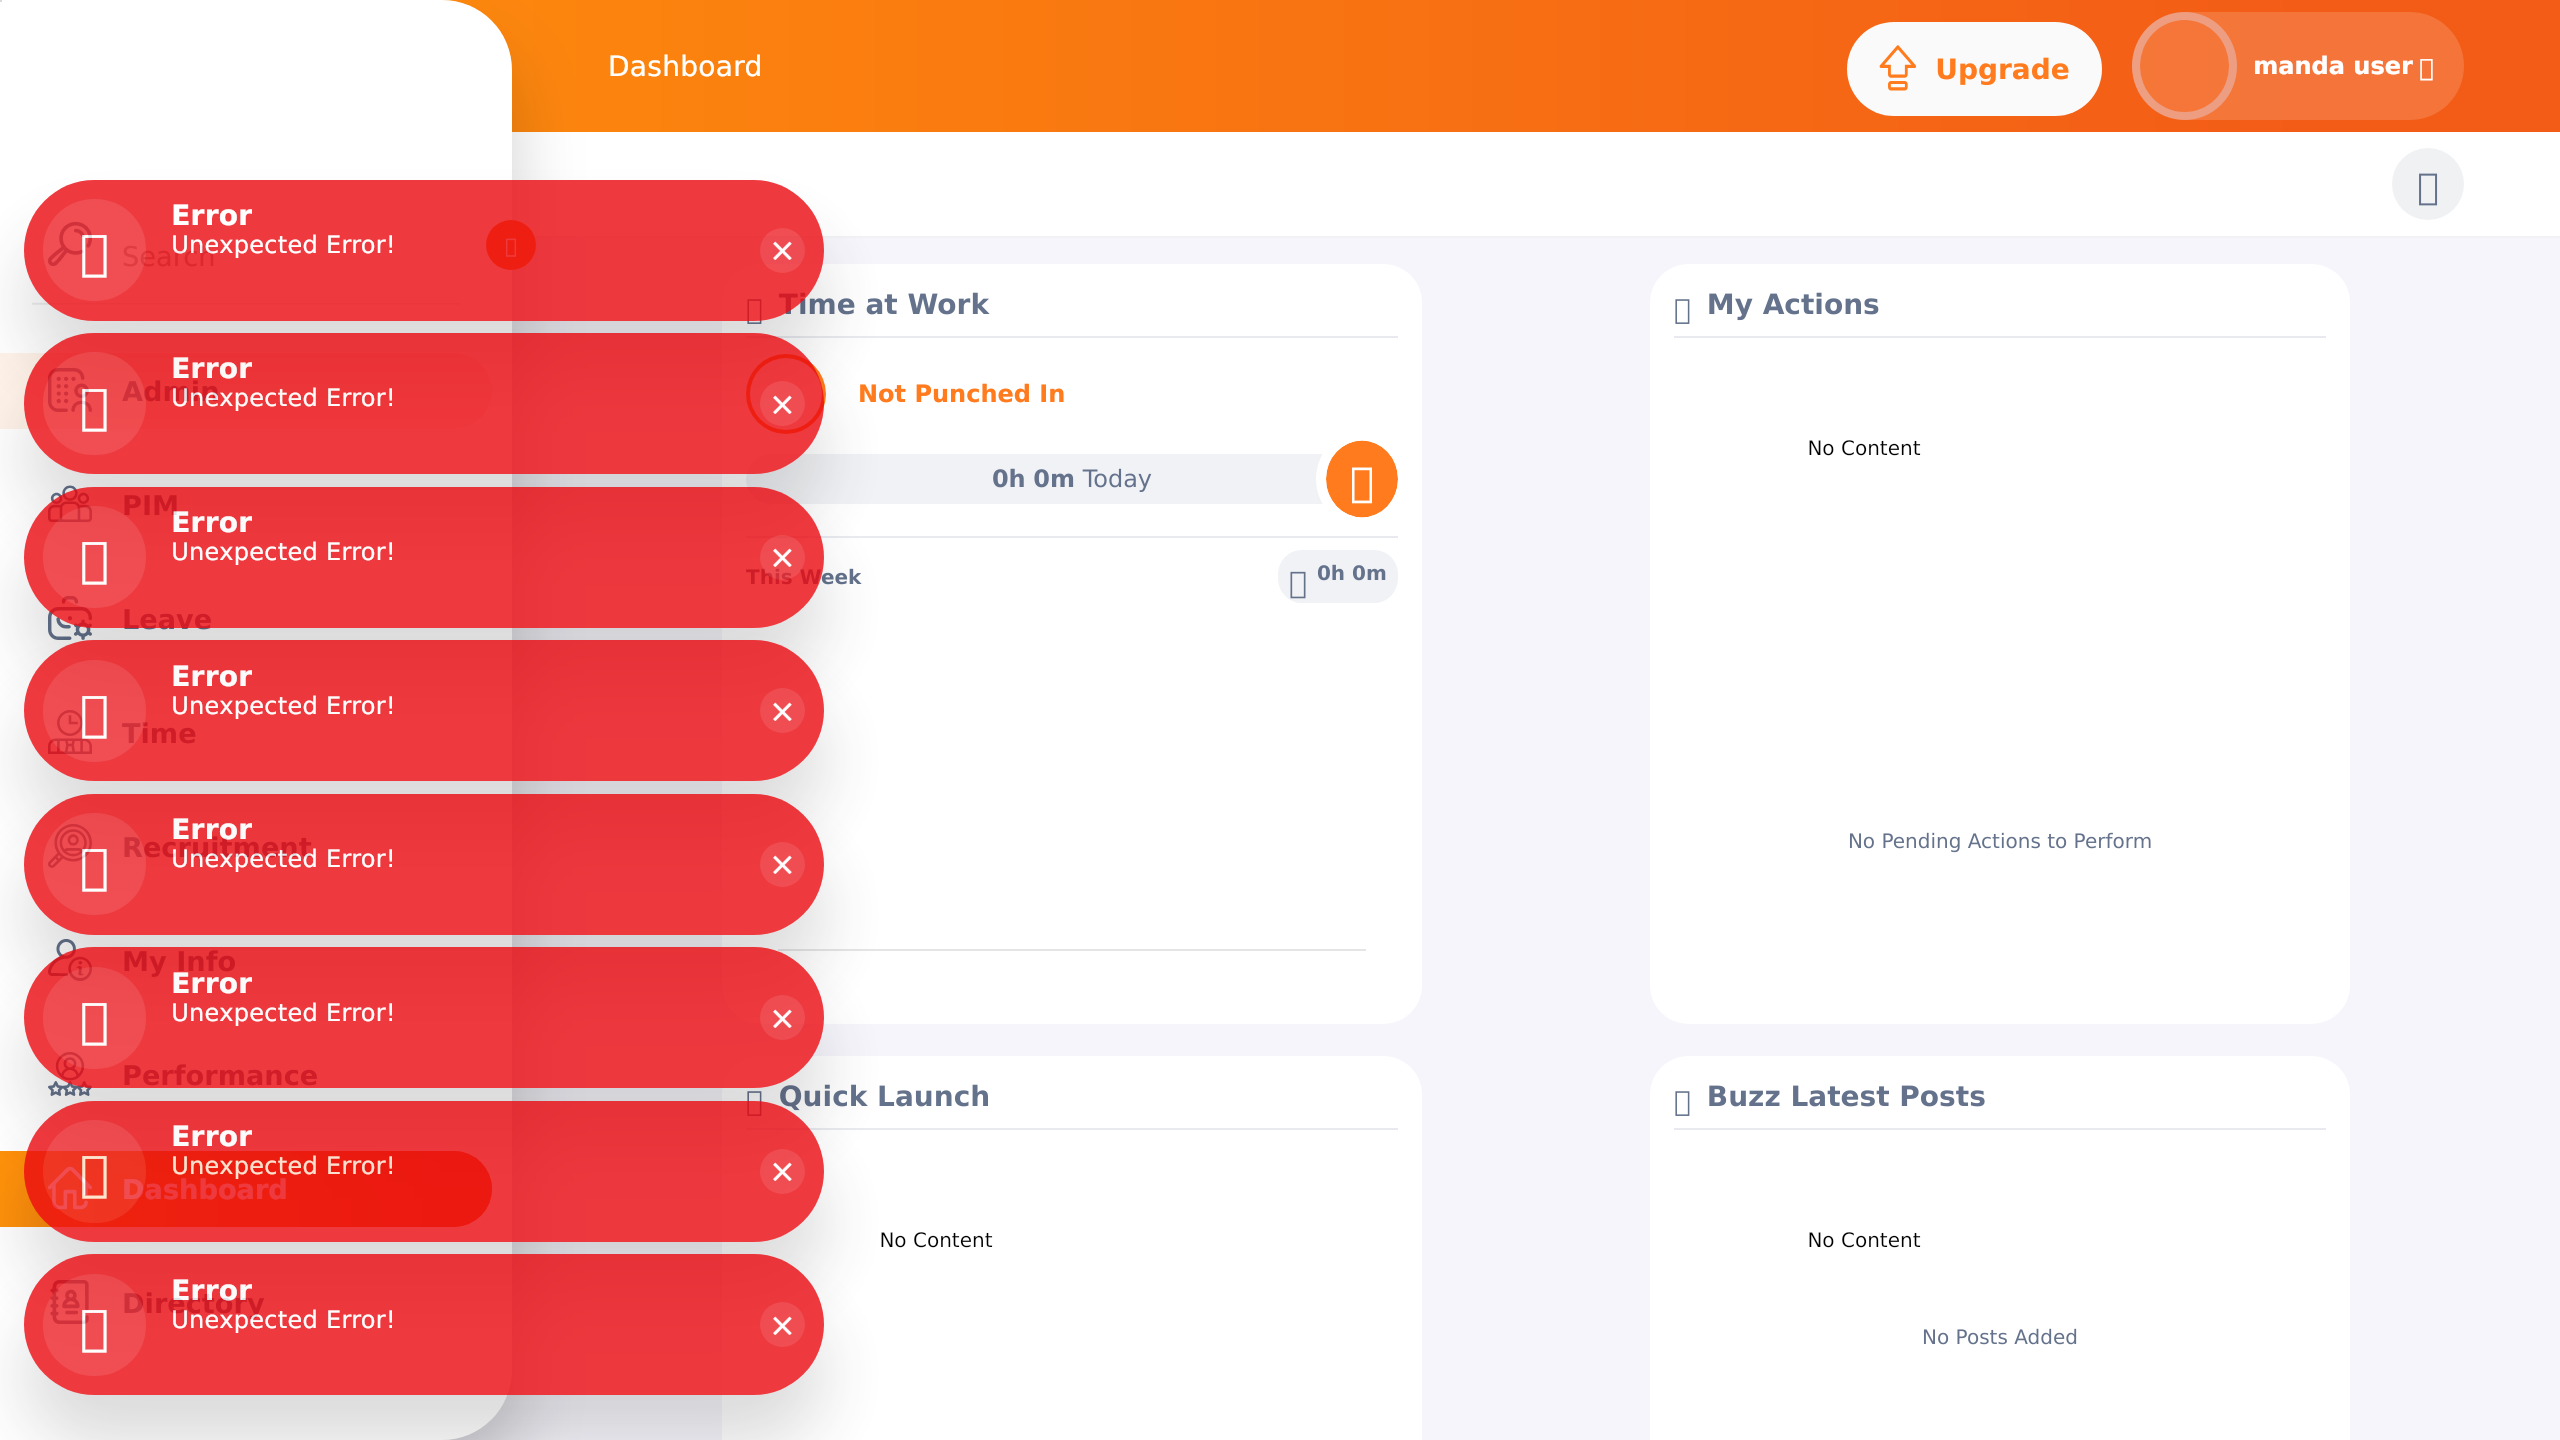 Dashboard
Upgrade
manda user
Error
Unexpected Error!
Search
Error
Unexpected Error!
Admin
Error
Unexpected Error!
PIM
Leave
Error
Unexpected Error!
Time
Error
Unexpected Error!
Recruitment
Error
Unexpected Error!
My Info
Performance
Error
Unexpected Error!
Dashboard
Error
Unexpected Error!
Directory
Time at Work
Not Punched In
0h 0m Today
This Week
0h 0m
My Actions
No Content
No Pending Actions to Perform
Quick Launch
No Content
Buzz Latest Posts
No Content
No Posts Added